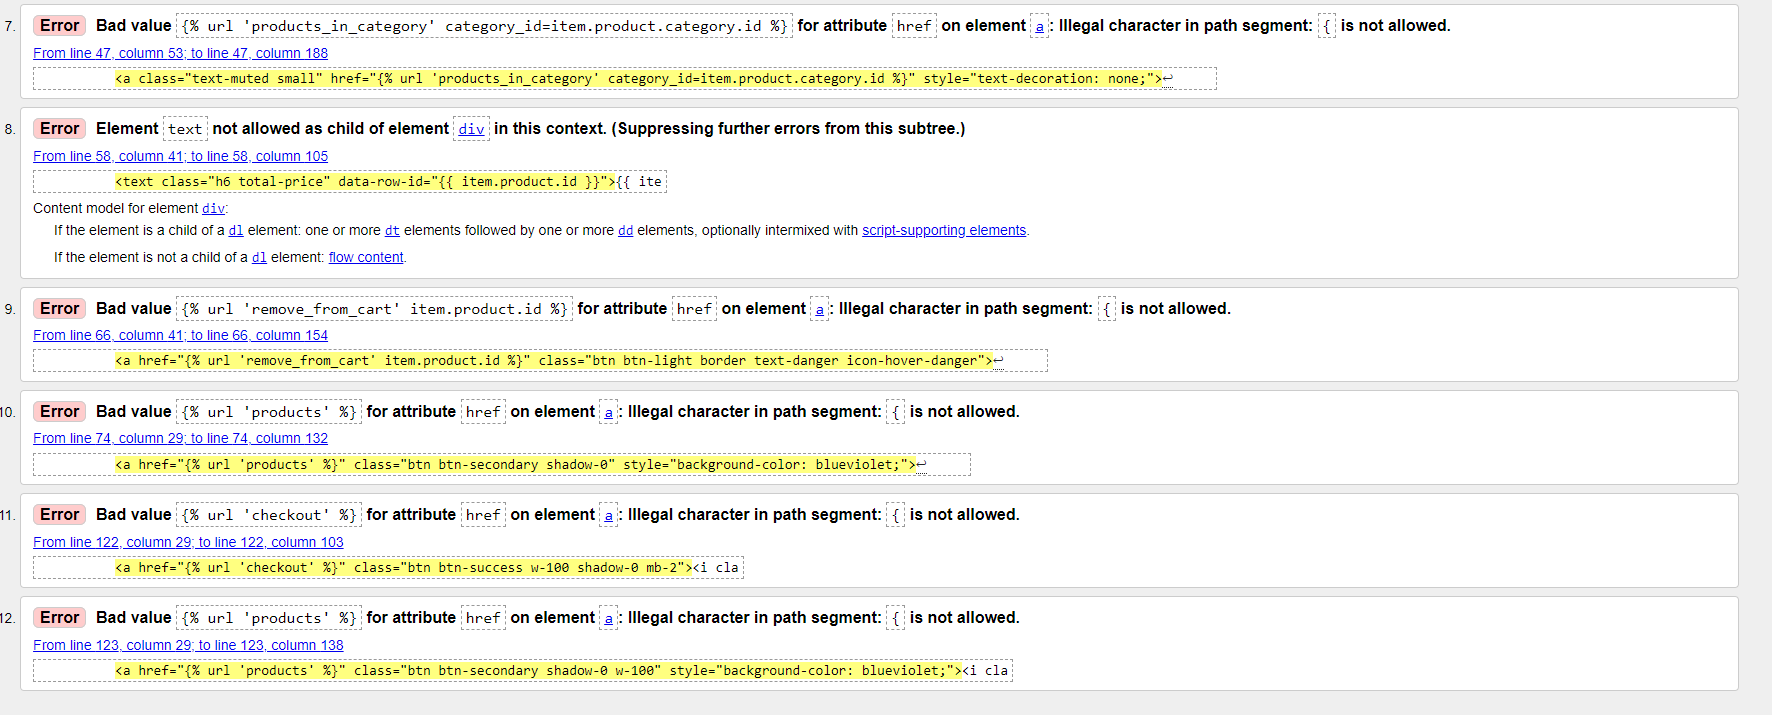 7. Error Bad value {% url 'products_in_category' category_id=item.product.category.id %} for attribute href on element a: Illegal character in path segment: { is not allowed.
From line 47, column 53; to line 47, column 188
<a class="text-muted small" href="{% url 'products_in_category' category_id=item.product.category.id %}" style="text-decoration: none;">↩
8. Error Element text not allowed as child of element div in this context. (Suppressing further errors from this subtree.)
From line 58, column 41; to line 58, column 105
<text class="h6 total-price" data-row-id="{{ item.product.id }}">{{ ite
Content model for element div:
If the element is a child of a dl element: one or more dt elements followed by one or more dd elements, optionally intermixed with script-supporting elements.
If the element is not a child of a dl element: flow content.
9. Error Bad value {% url 'remove_from_cart' item.product.id %} for attribute href on element a: Illegal character in path segment: { is not allowed.
From line 66, column 41; to line 66, column 154
<a href="{% url 'remove_from_cart' item.product.id %}" class="btn btn-light border text-danger icon-hover-danger">↩
10. Error Bad value {% url 'products' %} for attribute href on element a: Illegal character in path segment: { is not allowed.
From line 74, column 29; to line 74, column 132
<a href="{% url 'products' %}" class="btn btn-secondary shadow-0" style="background-color: blueviolet;">↩
11. Error Bad value {% url 'checkout' %} for attribute href on element a: Illegal character in path segment: { is not allowed.
From line 122, column 29; to line 122, column 103
<a href="{% url 'checkout' %}" class="btn btn-success w-100 shadow-0 mb-2"><i cla
12. Error Bad value {% url 'products' %} for attribute href on element a: Illegal character in path segment: { is not allowed.
From line 123, column 29; to line 123, column 138
<a href="{% url 'products' %}" class="btn btn-secondary shadow-0 w-100" style="background-color: blueviolet;"><i cla